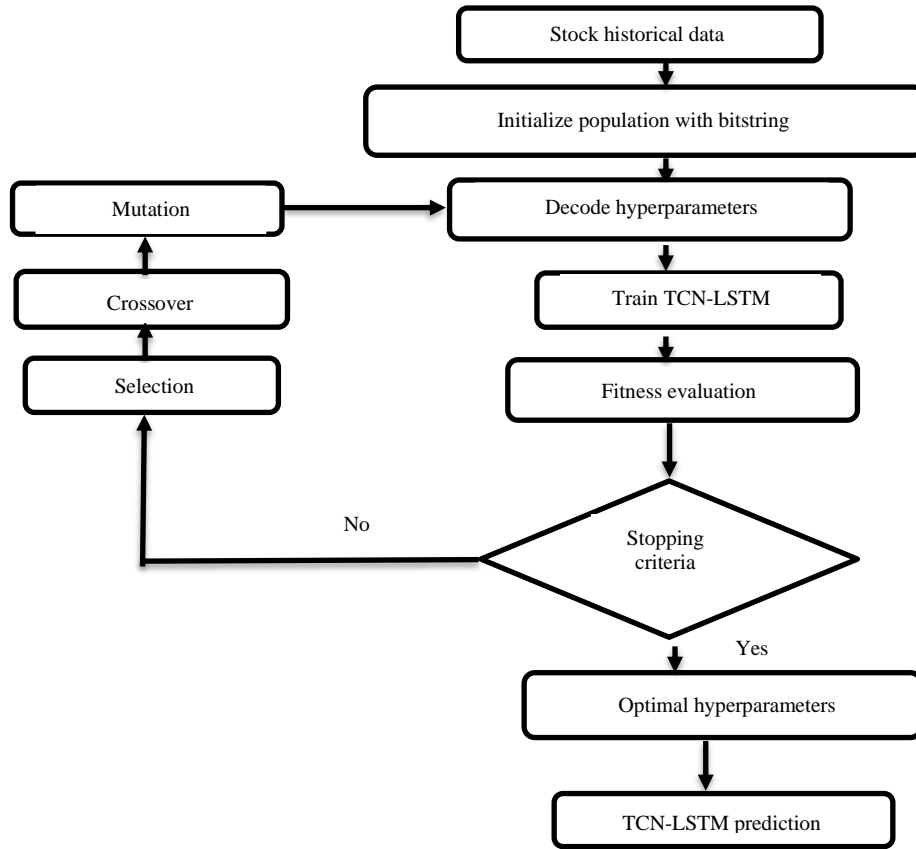 Stock historical data
Initialize population with bitstring
Decode hyperparameters
Mutation
Train TCN-LSTM
Crossover
Fitness evaluation
Selection
No
Stopping
criteria
Yes
Optimal hyperparameters
TCN-LSTM prediction